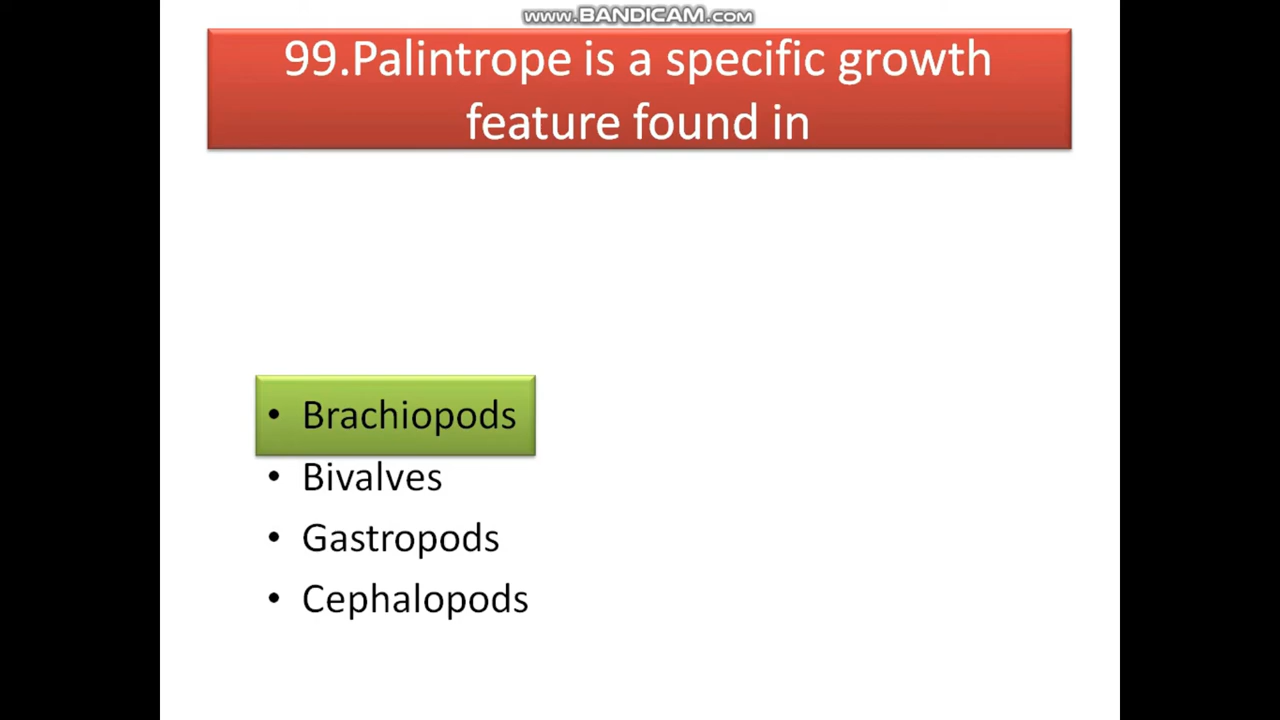 www.BANDICAM.com
99.Palintrope is a specific growth
feature found in
• Brachiopods
• Bivalves
• Gastropods
• Cephalopods